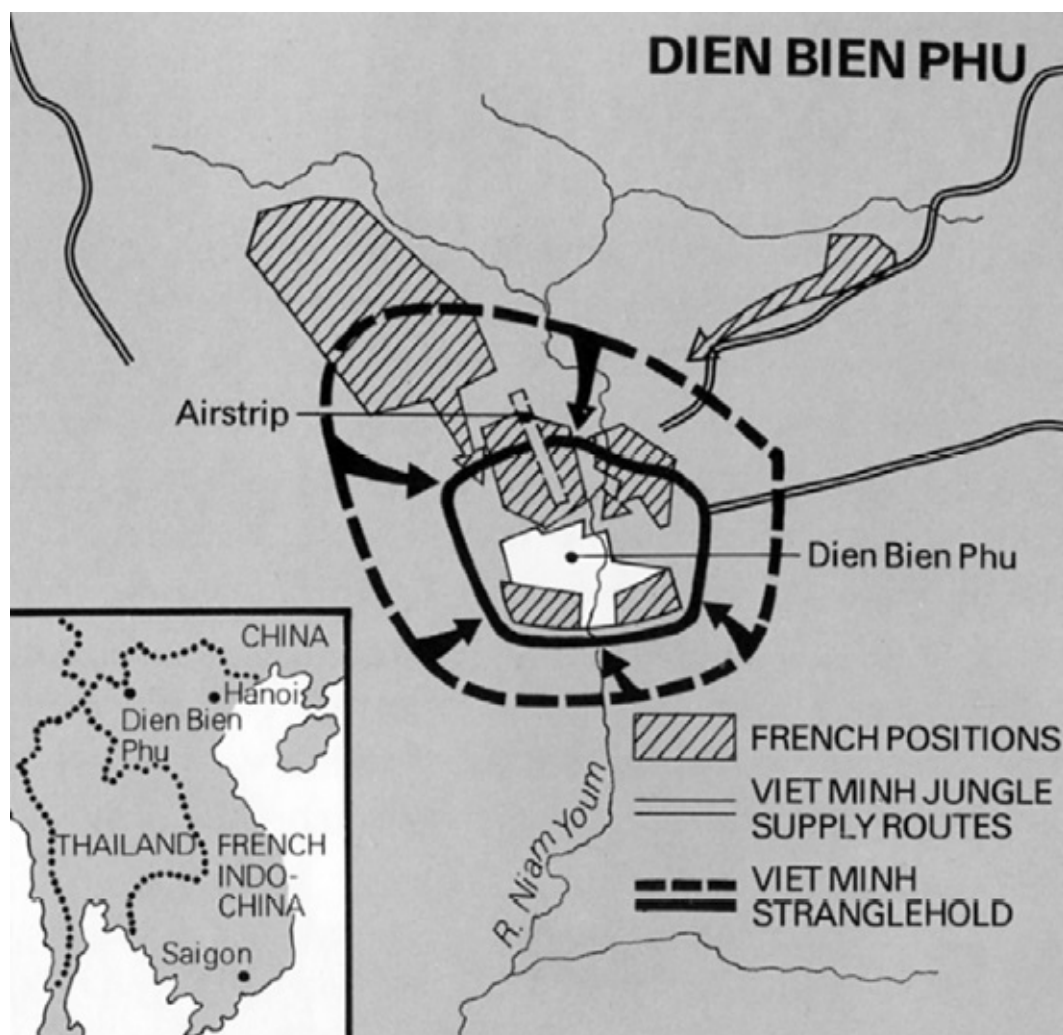 DIEN BIEN PHU
Airstrip
Dien Bien Phu
CHINA
Hanoi
Dien Bien
Phu
THAILAND
FRENCH
INDO-
CHINA
Saigon
R. Niam Youm
FRENCH POSITIONS
VIET MINH JUNGLE
SUPPLY ROUTES
VIET MINH
STRANGLEHOLD